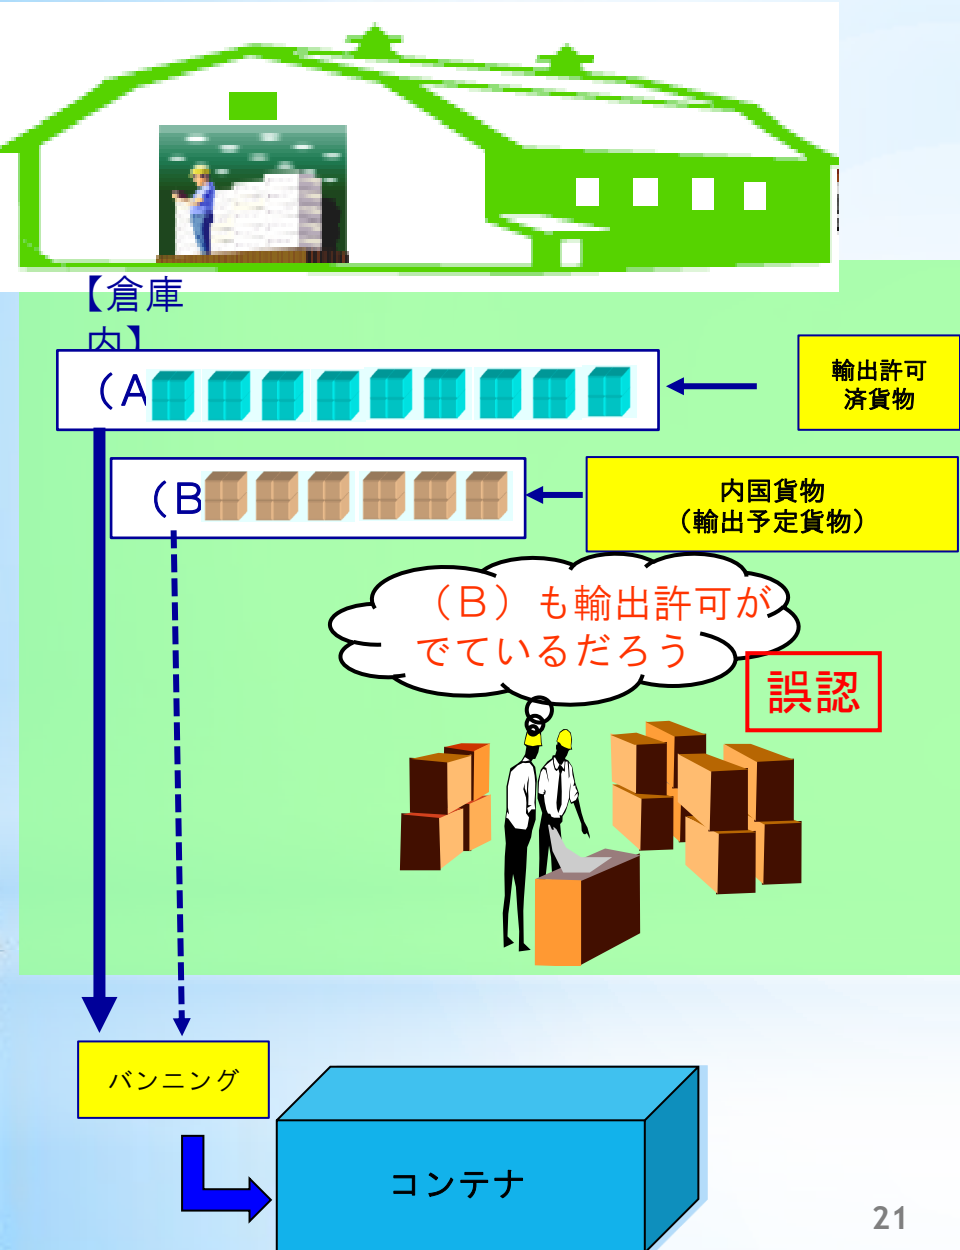 【倉庫
内】
（A
輸出許可
済貨物
（B
内国貨物
（輸出予定貨物）
（B）も輸出許可が
でているだろう
誤認
バンニング
コンテナ
21